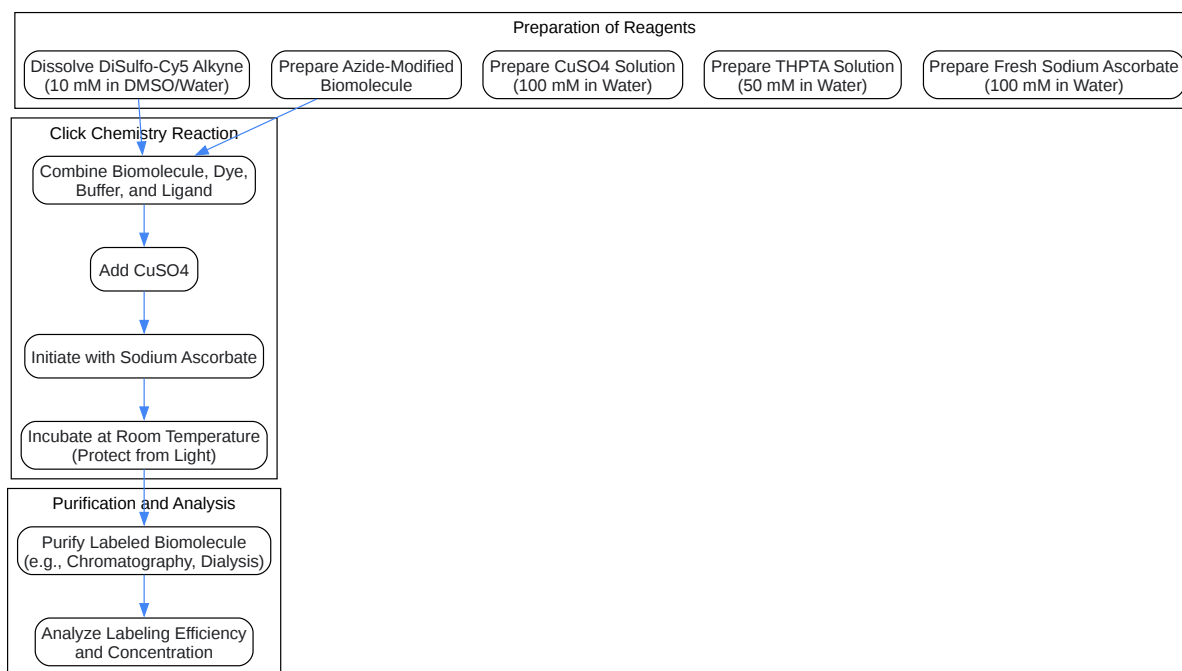 Preparation of Reagents
Dissolve DiSulfo-Cy5 Alkyne
(10 mM in DMSO/Water)
Prepare Azide-Modified
Biomolecule
Prepare CuSO4 Solution
(100 mM in Water)
Prepare THPTA Solution
(50 mM in Water)
Prepare Fresh Sodium Ascorbate
(100 mM in Water)
Click Chemistry Reaction
Combine Biomolecule, Dye,
Buffer, and Ligand
Add CuSO4
Initiate with Sodium Ascorbate
Incubate at Room Temperature
(Protect from Light)
Purification and Analysis
Purify Labeled Biomolecule
(e.g., Chromatography, Dialysis)
Analyze Labeling Efficiency
and Concentration